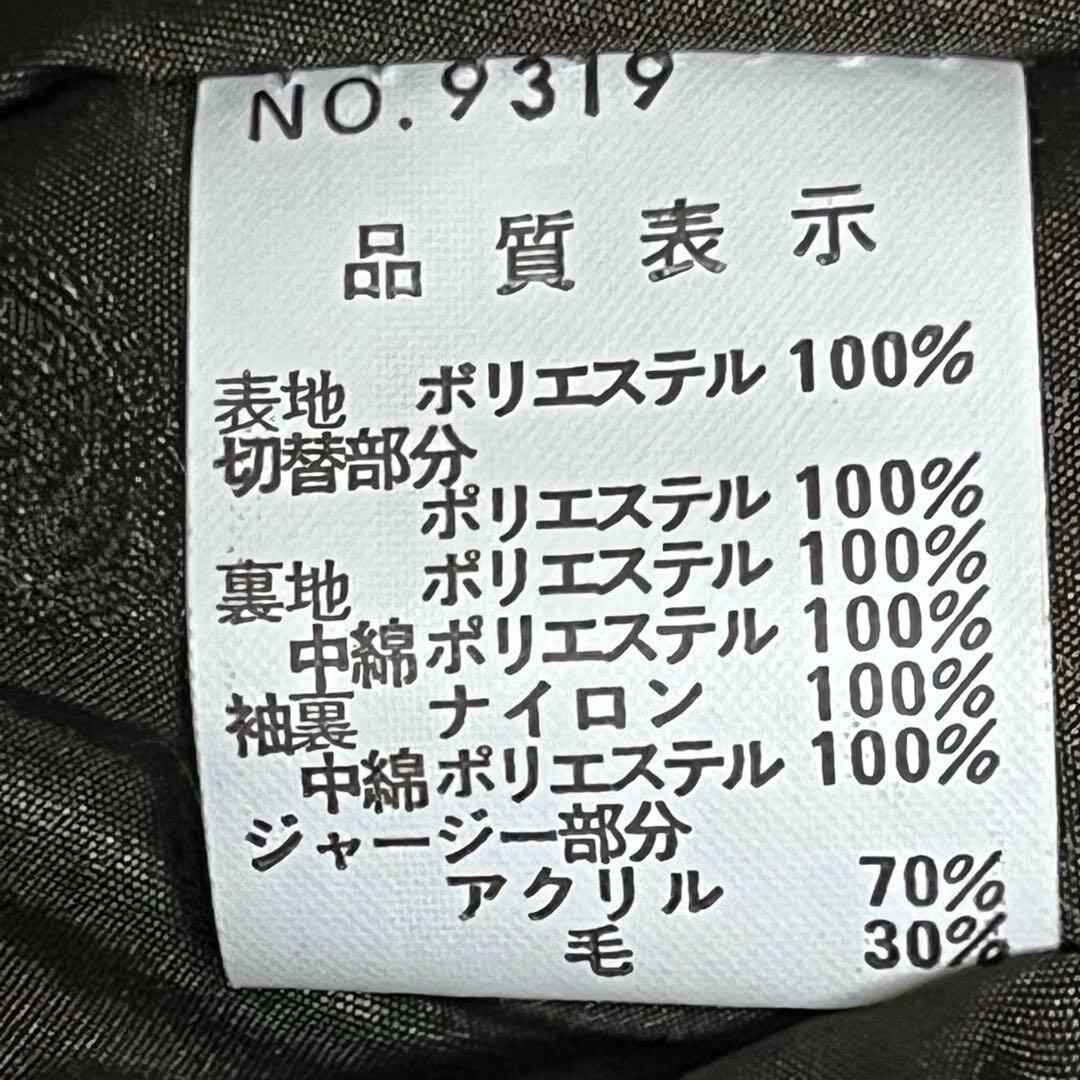 NO.9319
品質表示
表地 ポリエステル 100%
切替部分
ポリエステル 100%
裏地 ポリエステル 100%
中綿 ポリエステル 100%
袖裏 ナイロン 100%
中綿 ポリエステル 100%
ジャージー部分
アクリル 70%
毛 30%